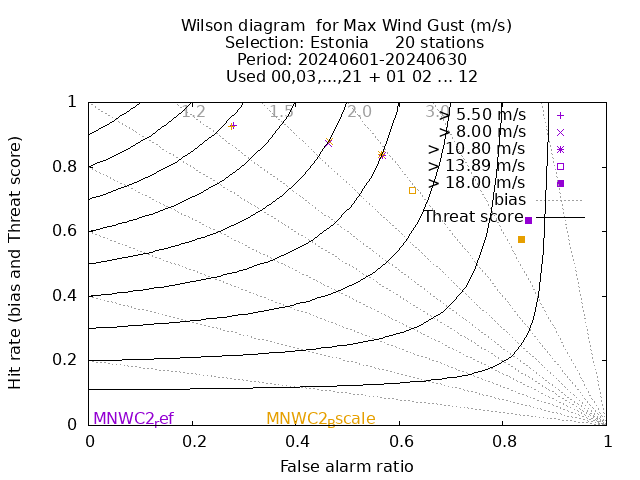 Wilson diagram  for Max Wind Gust (m/s)
Selection: Estonia     20 stations
Period: 20240601-20240630
Used 00,03,...,21 + 01 02 ... 12
1
0.8
0.6
0.4
0.2
0
Hit rate (bias and Threat score)
1.2 1.5 2.0 3.0
> 5.50 m/s
> 8.00 m/s
> 10.80 m/s
> 13.89 m/s
> 18.00 m/s
bias
Threat score
MNWC2ref MNWC2Bscale
0 0.2 0.4 0.6 0.8 1
False alarm ratio